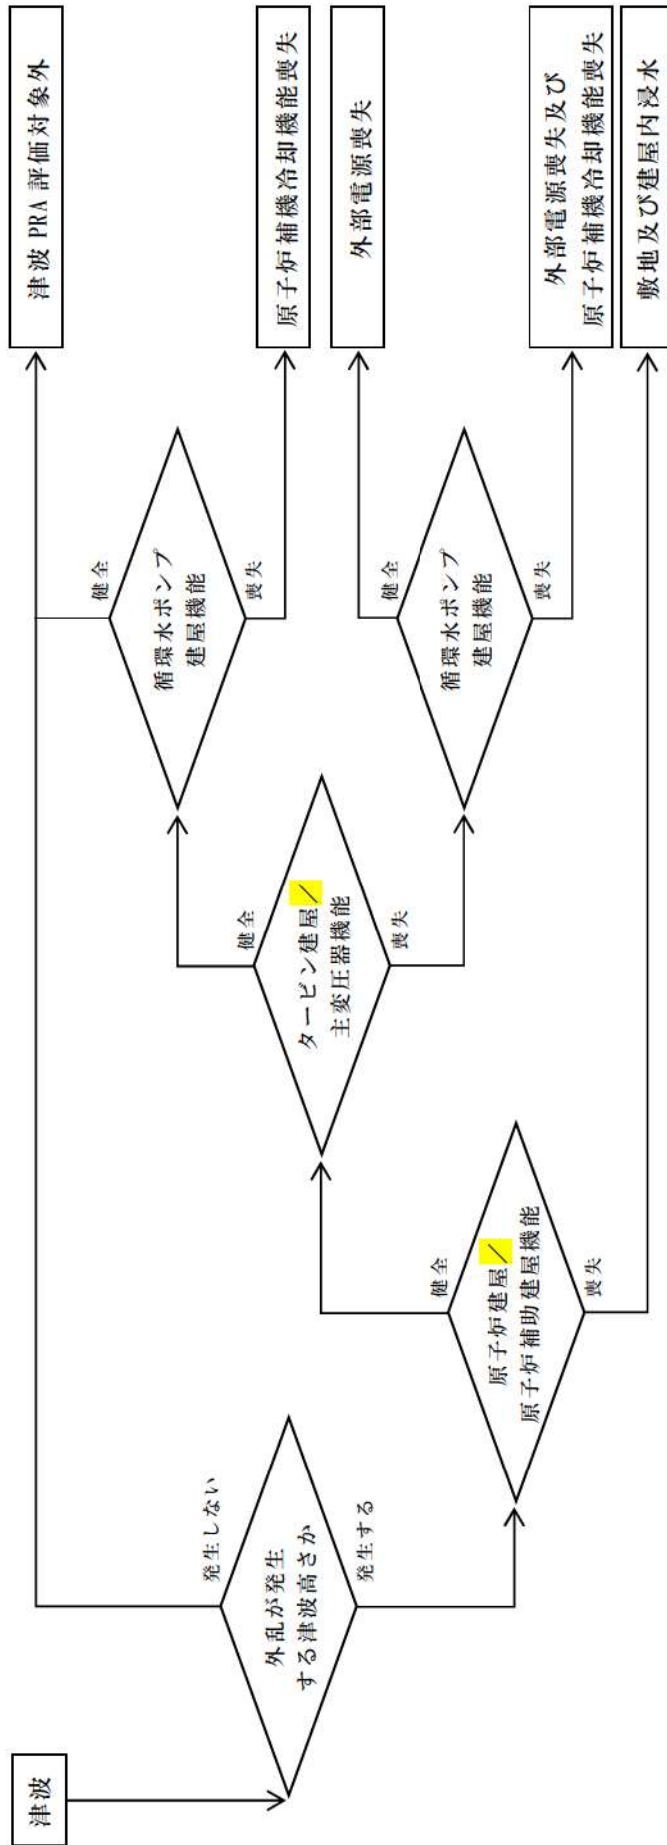 津波
外乱が発生
する津波高さか
発生しない
発生する
原子炉建屋／
原子炉補助建屋機能
健全
喪失
タービン建屋／
主変圧器機能
健全
喪失
循環水ポンプ
建屋機能
健全
喪失
循環水ポンプ
建屋機能
健全
喪失
津波 PRA 評価対象外
原子炉補機冷却機能喪失
外部電源喪失
外部電源喪失及び
原子炉補機冷却機能喪失
敷地及び建屋内浸水